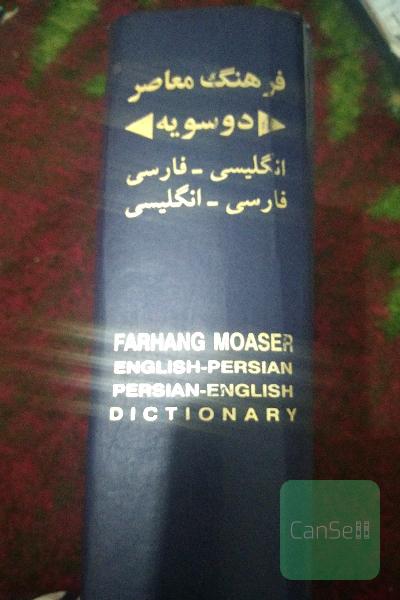 فرهنگ معاصر
دوسویه
انگلیسی - فارسی
فارسی - انگلیسی
FARHANG MOASER
ENGLISH-PERSIAN
PERSIAN-ENGLISH
DICTIONARY
CanSell